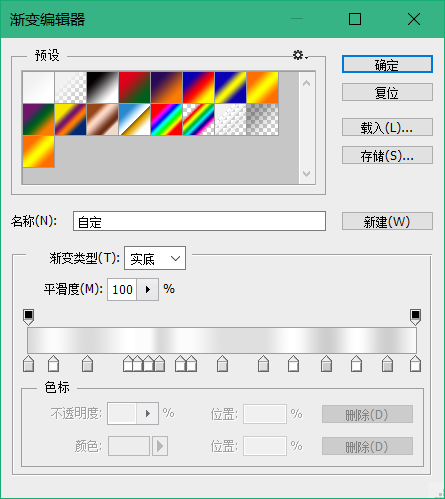 渐变编辑器
预设
确定
复位
载入(L)...
存储(S)...
名称(N): 自定 新建(W)
渐变类型(T): 实底
平滑度(M): 100 %
色标
不透明度: % 位置: % 删除(D)
颜色: 位置: % 删除(D)